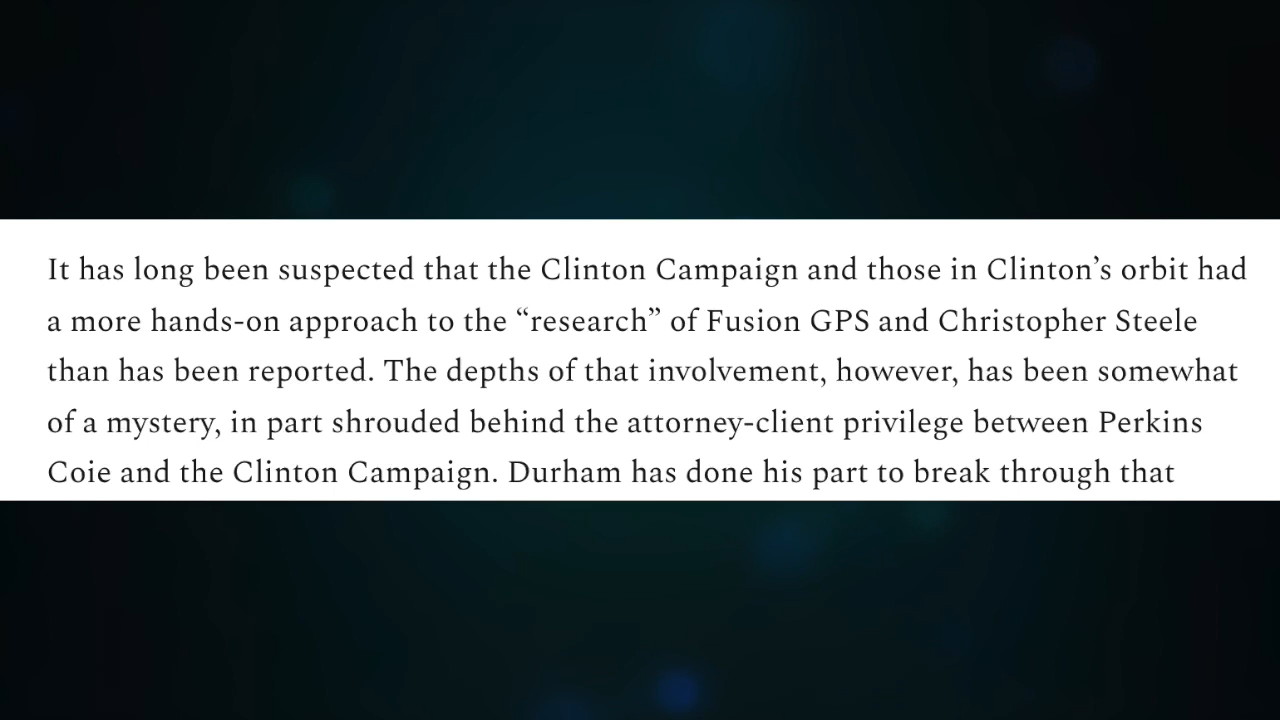 It has long been suspected that the Clinton Campaign and those in Clinton’s orbit had
a more hands-on approach to the “research” of Fusion GPS and Christopher Steele
than has been reported. The depths of that involvement, however, has been somewhat
of a mystery, in part shrouded behind the attorney-client privilege between Perkins
Coie and the Clinton Campaign. Durham has done his part to break through that